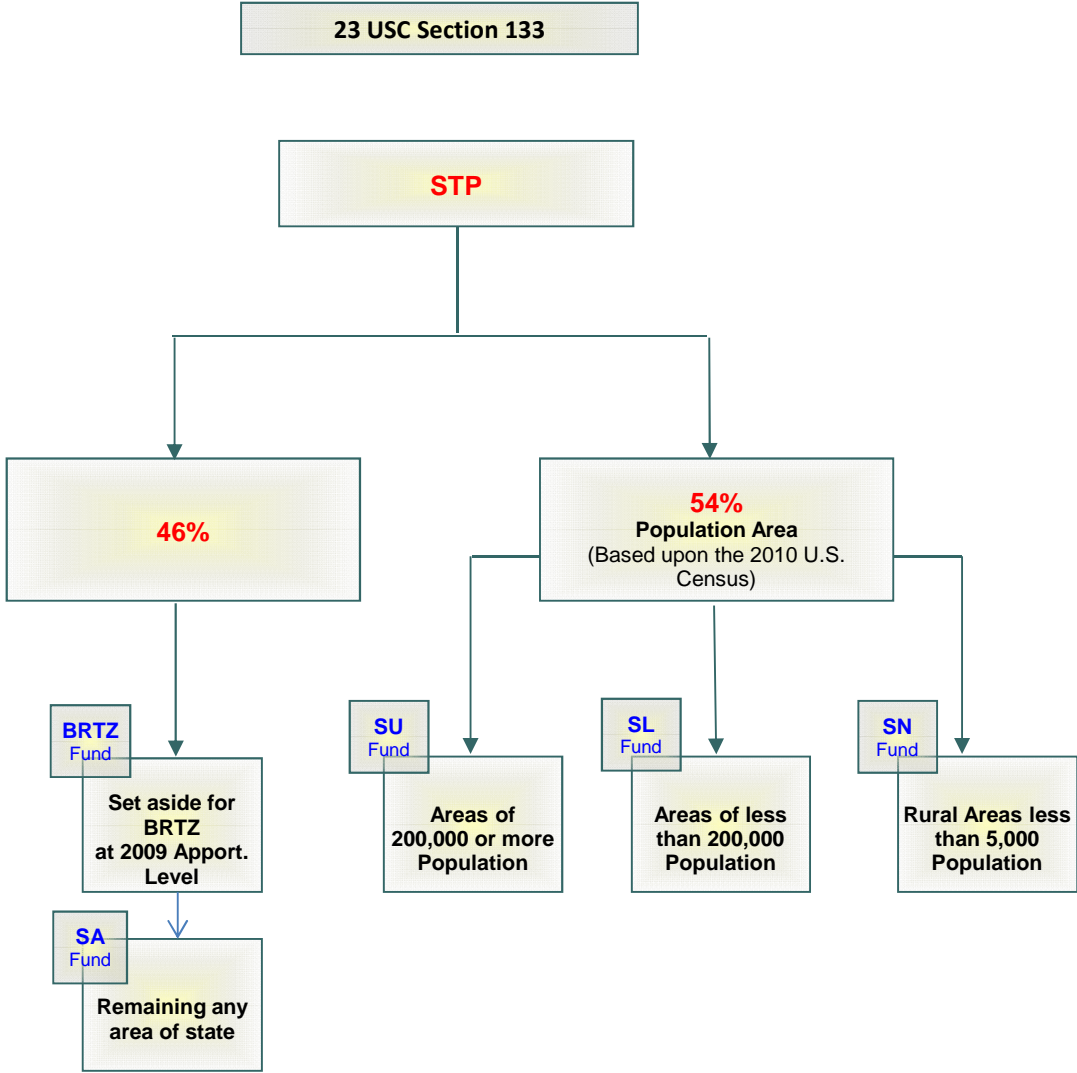 23 USC Section 133
STP
46%
54%
Population Area
(Based upon the 2010 U.S.
Census)
BRTZ
Fund
Set aside for
BRTZ
at 2009 Apport.
Level
SU
Fund
Areas of
200,000 or more
Population
SL
Fund
Areas of less
than 200,000
Population
SN
Fund
Rural Areas less
than 5,000
Population
SA
Fund
Remaining any
area of state